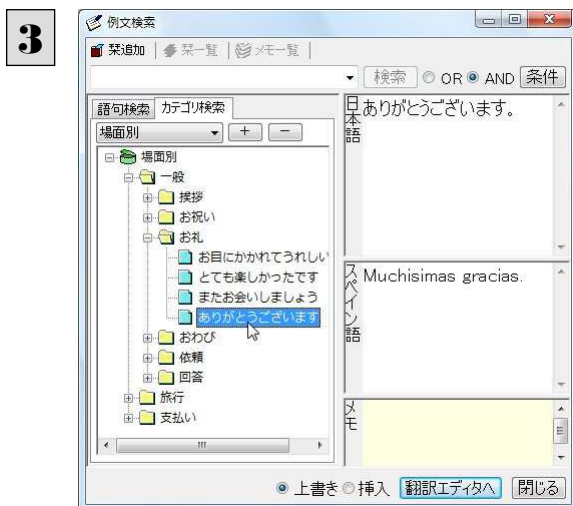 3
例文検索
栞追加 栞一覧 メモ一覧
検索 OR AND 条件
語句検索 カテゴリ検索
場面別 + −
場面別
一般
挨拶
お祝い
お礼
お目にかかれてうれしい
とても楽しかったです
またお会いしましょう
ありがとうございます
おわび
依頼
回答
旅行
支払い
日本語
ありがとうございます。
スペイン語
Muchisimas gracias.
メモ
上書き 挿入 翻訳エディタへ 閉じる